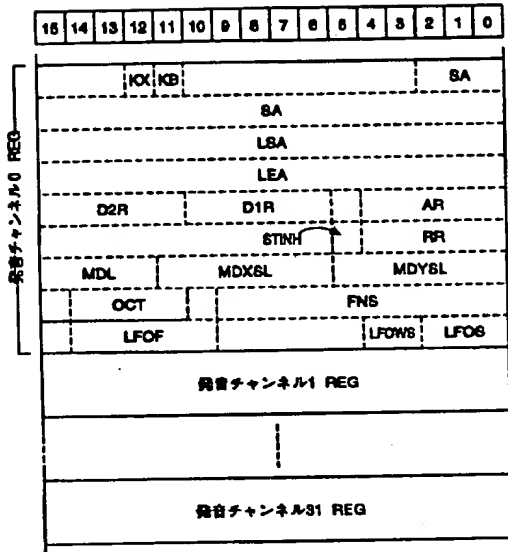 15 14 13 12 11 10 9 8 7 6 5 4 3 2 1 0
発音チャンネル0 REG
KX KB SA
SA
LSA
LEA
D2R D1R AR
STINH RR
MDL MDXSL MDYSL
OCT FNS
LFOF LFOWS LFOS
発音チャンネル1 REG
発音チャンネル31 REG